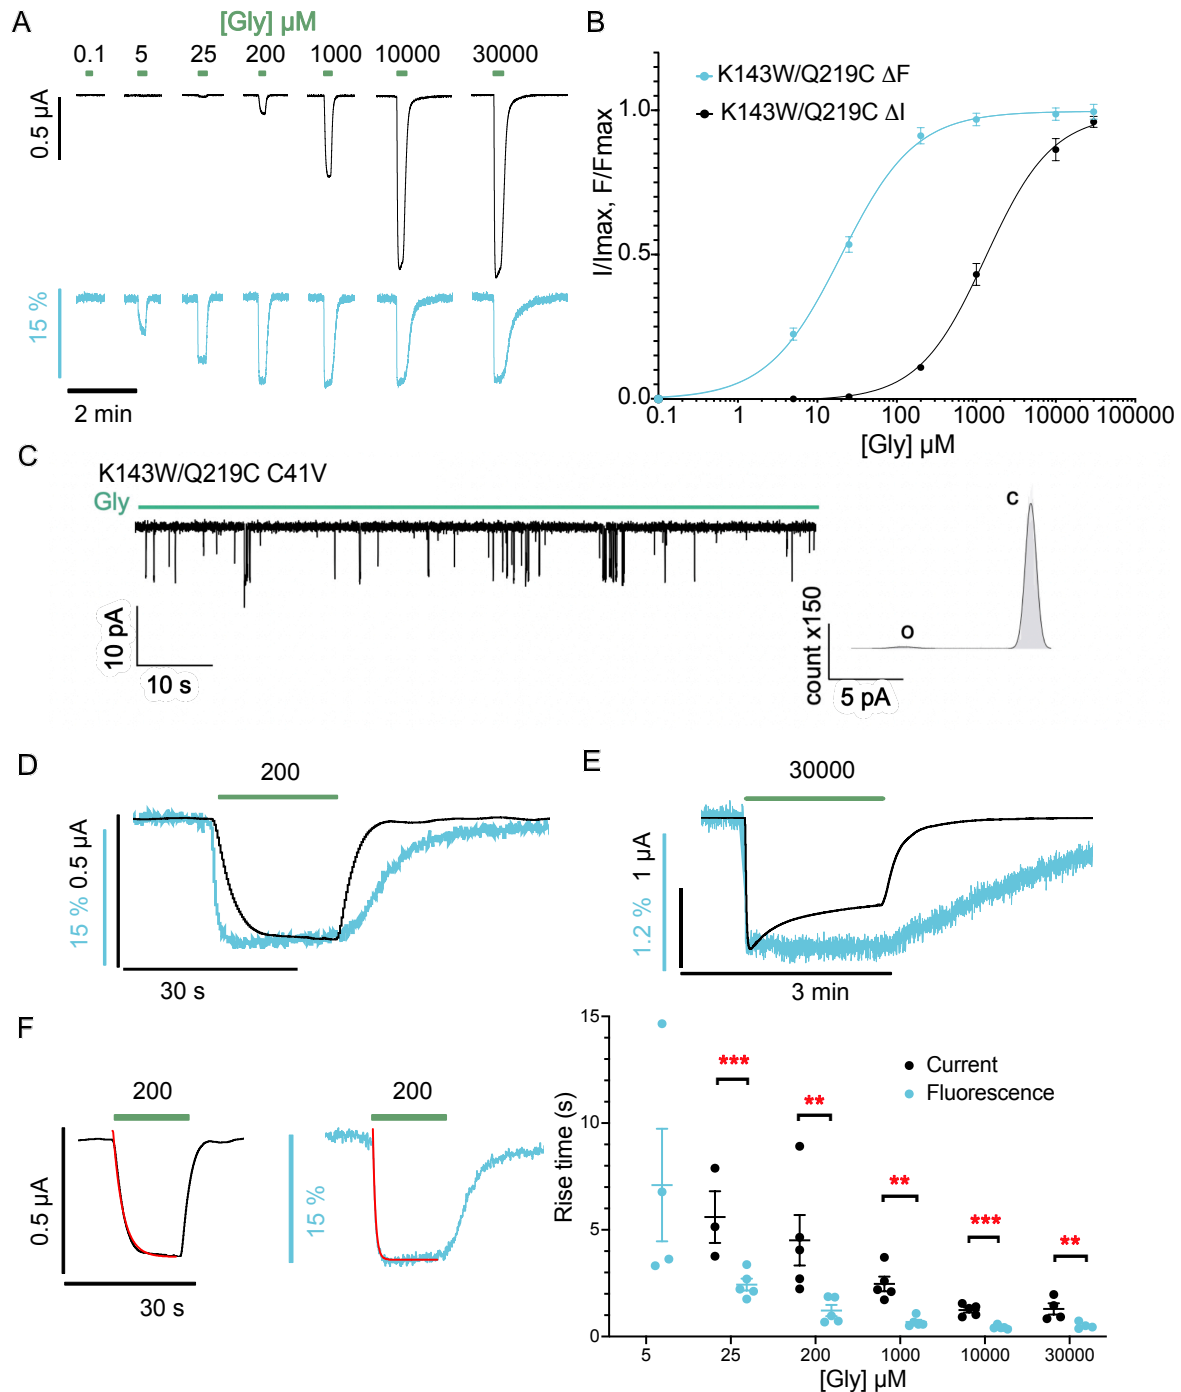 A
[Gly] µM
0.1 5 25 200 1000 10000 30000
0.5 µA
15 %
2 min
B
K143W/Q219C ΔF
K143W/Q219C ΔI
I/Imax, F/Fmax
1.0
0.5
0.0
0.1 1 10 100 1000 10000 100000
[Gly] µM
C
K143W/Q219C C41V
Gly
10 pA
10 s
count x150
5 pA
O
C
D
200
15 % 0.5 µA
30 s
E
30000
1.2 % 1 µA
3 min
F
200
0.5 µA
30 s
200
15 %
Rise time (s)
15
10
5
0
*** ** ** *** **
Current
Fluorescence
5 25 200 1000 10000 30000
[Gly] µM